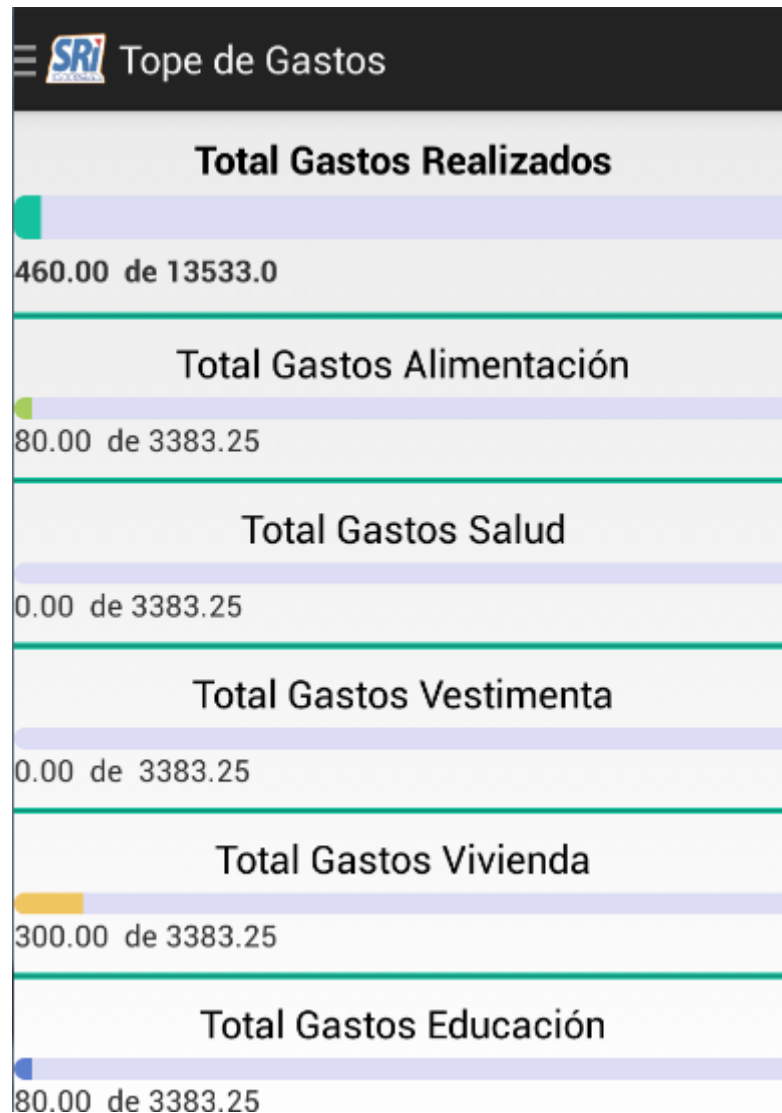 SRi Tope de Gastos
Total Gastos Realizados
460.00 de 13533.0
Total Gastos Alimentación
80.00 de 3383.25
Total Gastos Salud
0.00 de 3383.25
Total Gastos Vestimenta
0.00 de 3383.25
Total Gastos Vivienda
300.00 de 3383.25
Total Gastos Educación
80.00 de 3383.25